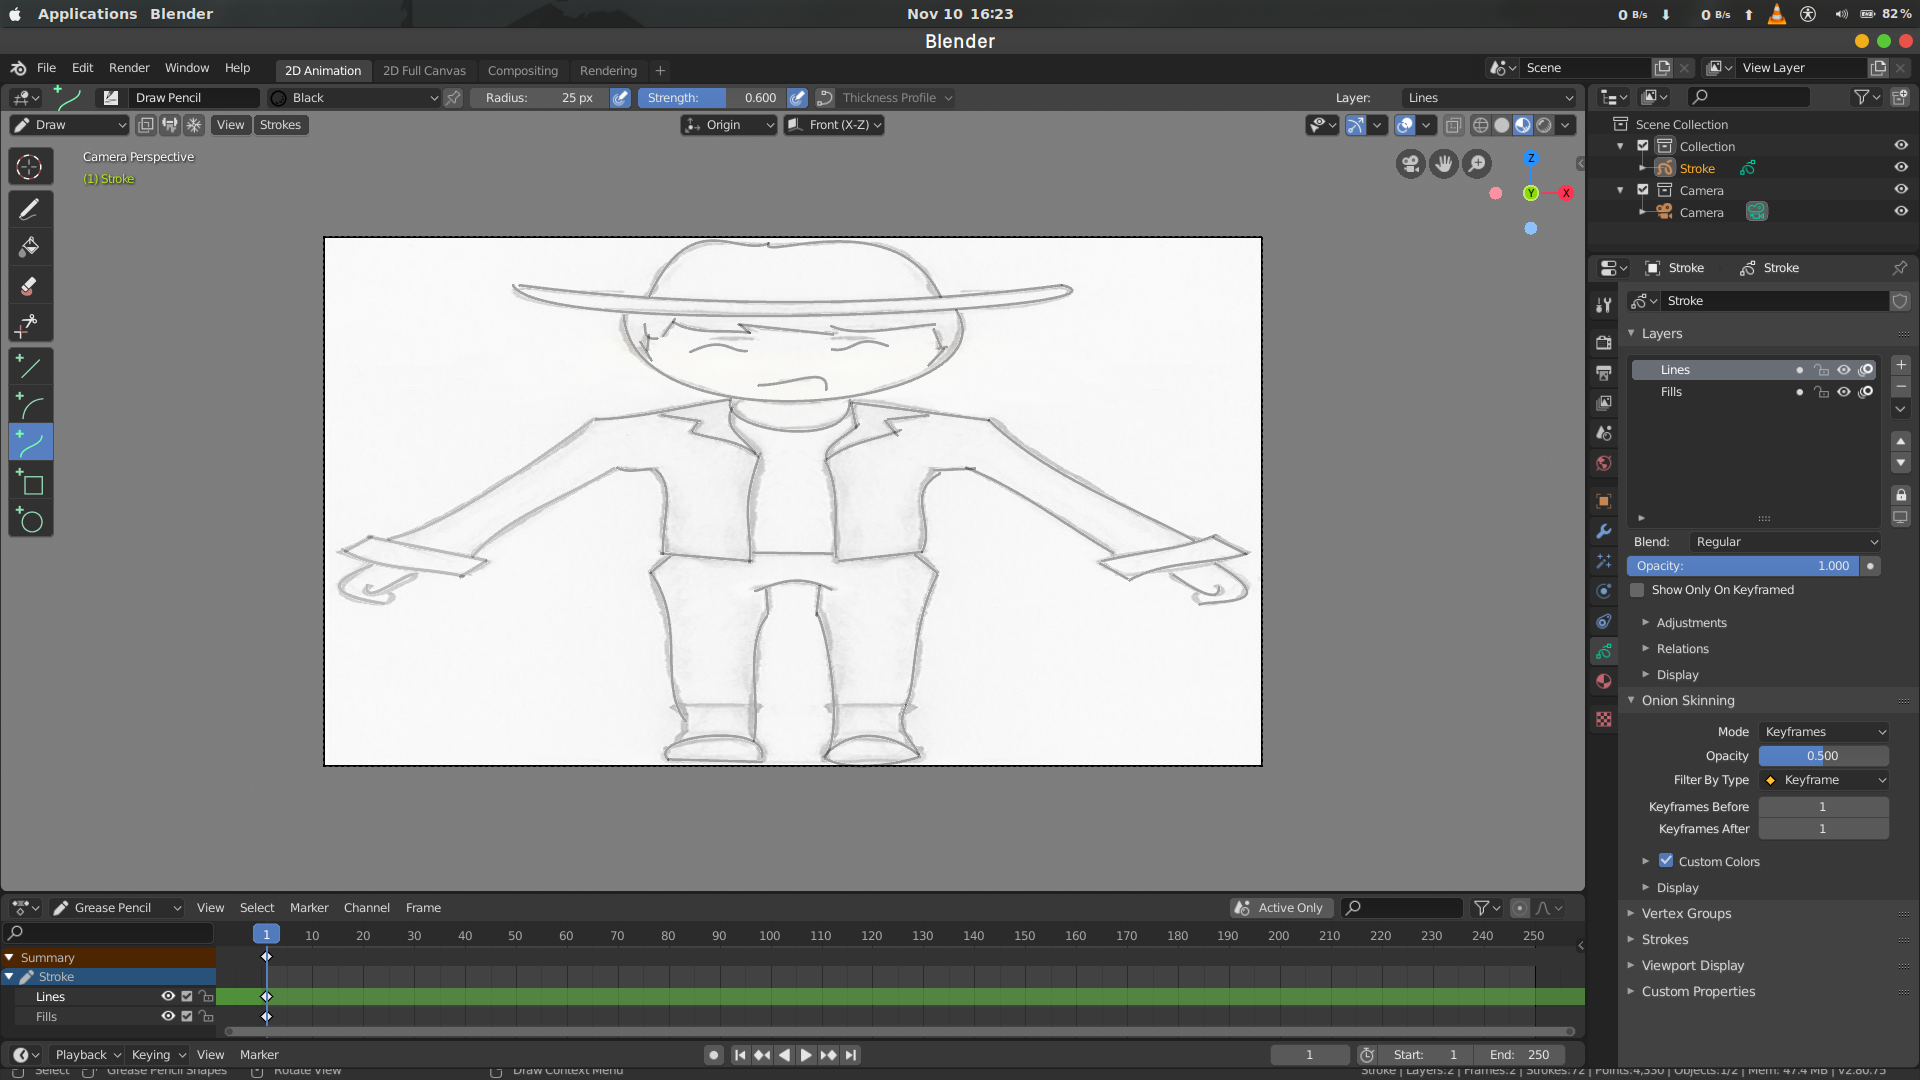 Applications Blender Nov 10 16:23 0 B/s 0 B/s 82%
Blender
File Edit Render Window Help 2D Animation 2D Full Canvas Compositing Rendering + Scene View Layer
Draw Pencil Black Radius: 25 px Strength: 0.600 Thickness Profile Layer: Lines
Draw View Strokes Origin Front (X-Z)
Camera Perspective
(1) Stroke
Z
Y
X
Scene Collection
Collection
Stroke
Camera
Camera
Stroke Stroke
Stroke
Layers
Lines
Fills
Blend: Regular
Opacity: 1.000
Show Only On Keyframed
Adjustments
Relations
Display
Onion Skinning
Mode Keyframes
Opacity 0.500
Filter By Type Keyframe
Keyframes Before 1
Keyframes After 1
Custom Colors
Display
Vertex Groups
Strokes
Viewport Display
Custom Properties
Grease Pencil View Select Marker Channel Frame Active Only
1 10 20 30 40 50 60 70 80 90 100 110 120 130 140 150 160 170 180 190 200 210 220 230 240 250
Summary
Stroke
Lines
Fills
Playback Keying View Marker 1 Start: 1 End: 250
Select Grease Pencil Shapes Rotate View Draw Context Menu Stroke | Layers:2 | Frames:2 | Strokes:72 | Points:4,330 | Objects:1/2 | Mem: 47.4 MB | v2.80.75